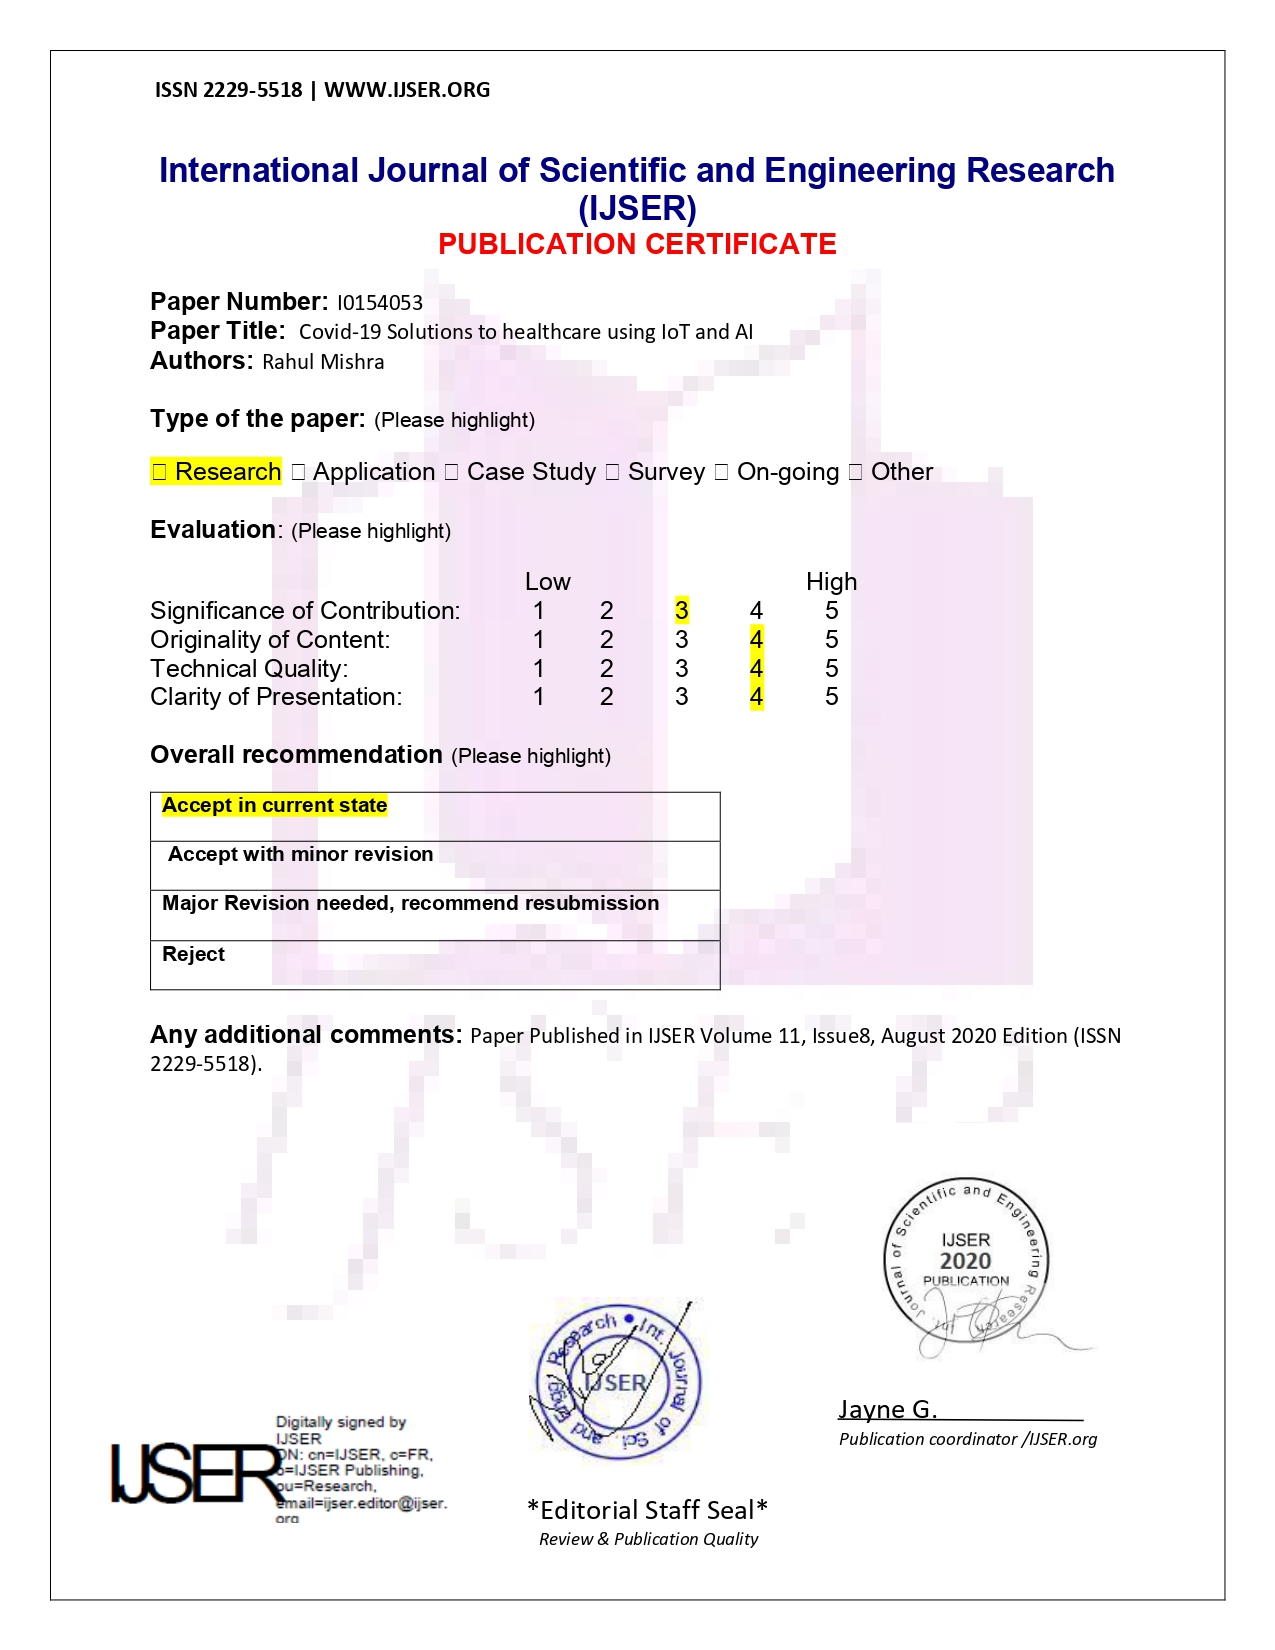 ISSN 2229-5518 | WWW.IJSER.ORG
International Journal of Scientific and Engineering Research
(IJSER)
PUBLICATION CERTIFICATE
Paper Number: I0154053
Paper Title: Covid-19 Solutions to healthcare using IoT and AI
Authors: Rahul Mishra
Type of the paper: (Please highlight)
□ Research □ Application □ Case Study □ Survey □ On-going □ Other
Evaluation: (Please highlight)
Low High
Significance of Contribution: 1 2 3 4 5
Originality of Content: 1 2 3 4 5
Technical Quality: 1 2 3 4 5
Clarity of Presentation: 1 2 3 4 5
Overall recommendation (Please highlight)
Accept in current state
Accept with minor revision
Major Revision needed, recommend resubmission
Reject
Any additional comments: Paper Published in IJSER Volume 11, Issue8, August 2020 Edition (ISSN
2229-5518).
IJSER
Int. Journal of Scientific and Engineering Research
IJSER
2020
PUBLICATION
Int. Journal of Sci. and Engg Research
IJSER
Jayne G.
Publication coordinator /IJSER.org
IJSER
Digitally signed by
IJSER
DN: cn=IJSER, c=FR,
o=IJSER Publishing,
ou=Research,
email=ijser.editor@ijser.
org
*Editorial Staff Seal*
Review & Publication Quality